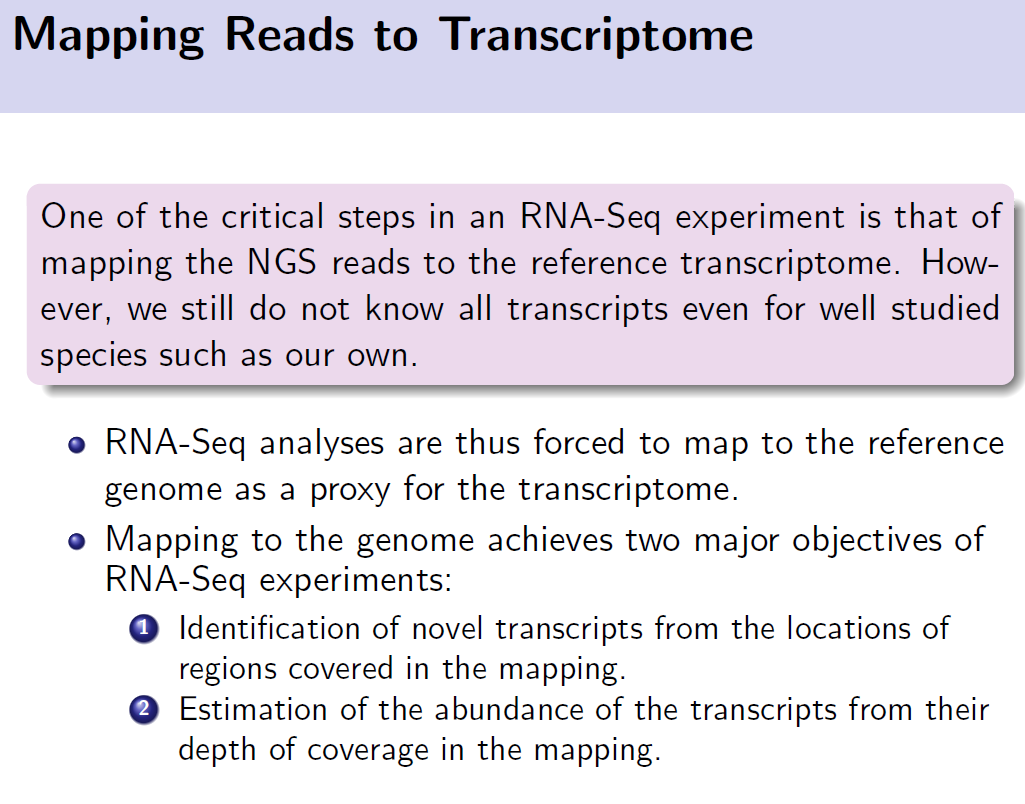 Mapping Reads to Transcriptome
One of the critical steps in an RNA-Seq experiment is that of
mapping the NGS reads to the reference transcriptome. How-
ever, we still do not know all transcripts even for well studied
species such as our own.
RNA-Seq analyses are thus forced to map to the reference
genome as a proxy for the transcriptome.
Mapping to the genome achieves two major objectives of
RNA-Seq experiments:
1 Identification of novel transcripts from the locations of
regions covered in the mapping.
2 Estimation of the abundance of the transcripts from their
depth of coverage in the mapping.